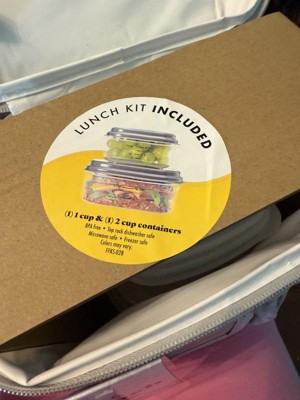 LUNCH KIT INCLUDED
(1) 1 cup & (1) 2 cup containers
BPA free • Top rack dishwasher safe
Microwave safe • Freezer safe
Colors may vary.
FFKS-028